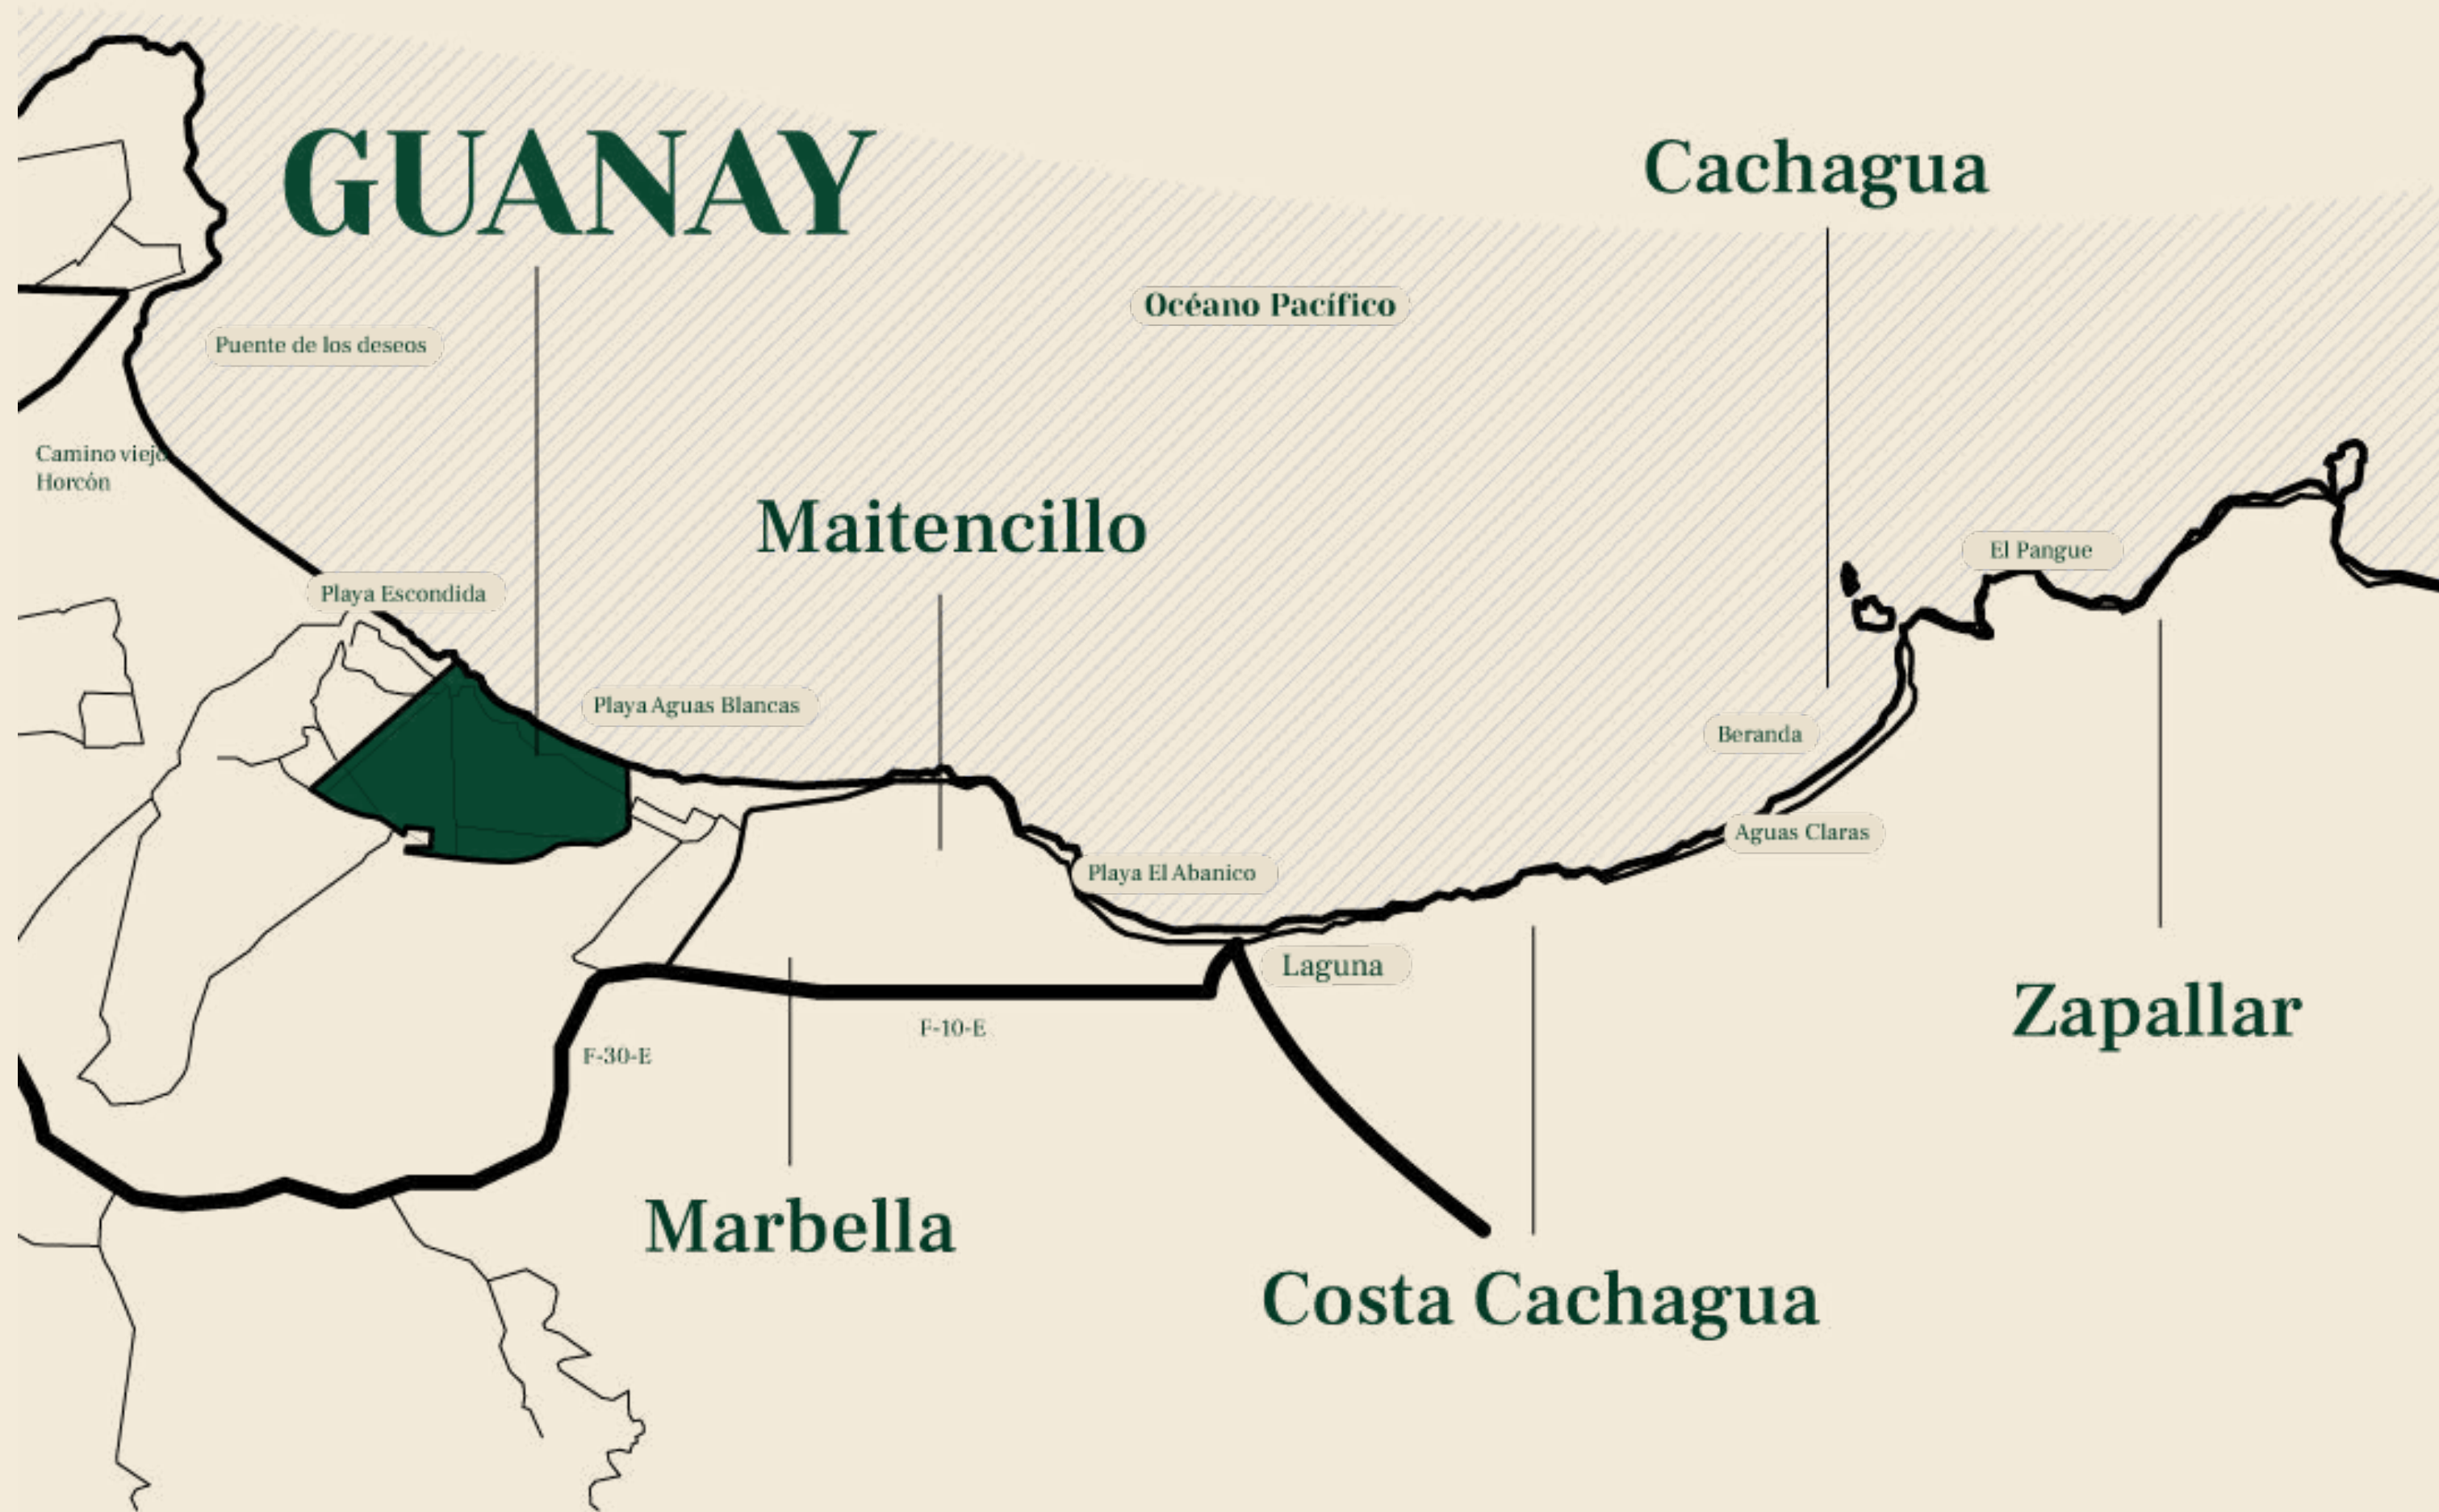 GUANAY
Cachagua
Océano Pacífico
Puente de los deseos
Camino viejo
Horcón
Maitencillo
El Pangue
Playa Escondida
Playa Aguas Blancas
Beranda
Aguas Claras
Playa El Abanico
Laguna
Zapallar
F-10-E
F-30-E
Marbella
Costa Cachagua